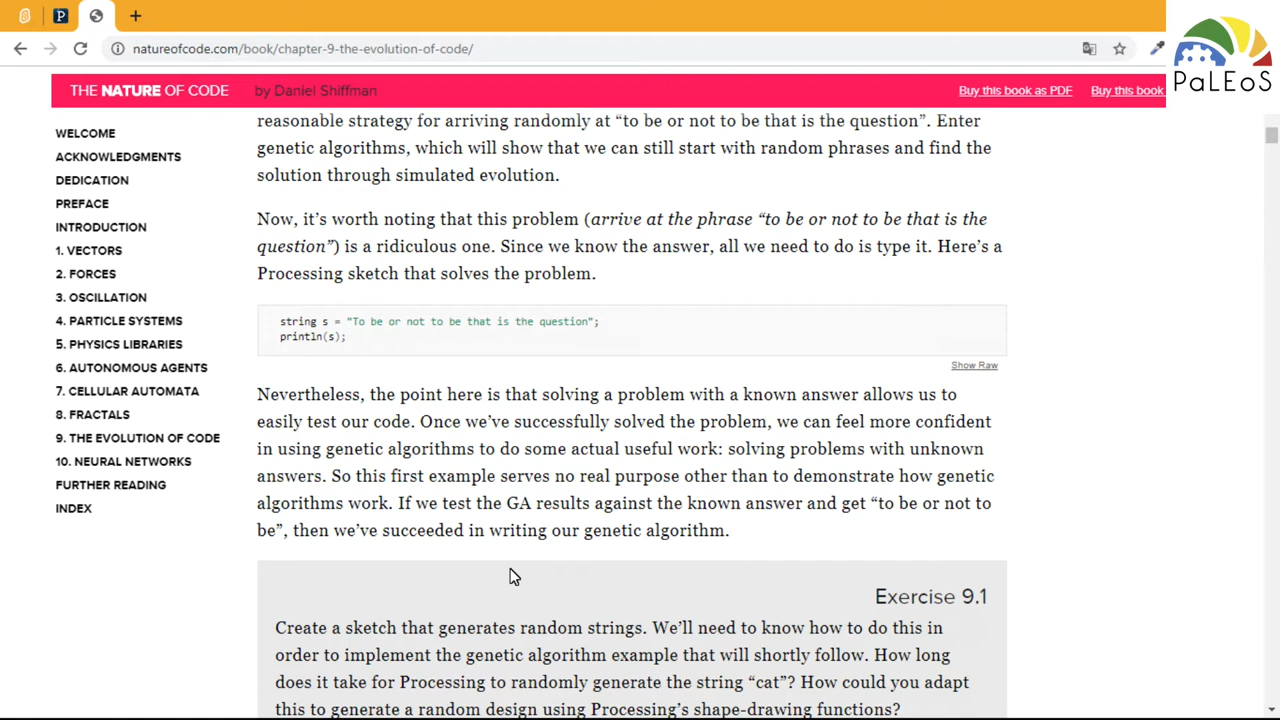 natureofcode.com/book/chapter-9-the-evolution-of-code/
PaLEoS
THE NATURE OF CODE by Daniel Shiffman Buy this book as PDF Buy this book
WELCOME
ACKNOWLEDGMENTS
DEDICATION
PREFACE
INTRODUCTION
1. VECTORS
2. FORCES
3. OSCILLATION
4. PARTICLE SYSTEMS
5. PHYSICS LIBRARIES
6. AUTONOMOUS AGENTS
7. CELLULAR AUTOMATA
8. FRACTALS
9. THE EVOLUTION OF CODE
10. NEURAL NETWORKS
FURTHER READING
INDEX
reasonable strategy for arriving randomly at “to be or not to be that is the question”. Enter
genetic algorithms, which will show that we can still start with random phrases and find the
solution through simulated evolution.
Now, it’s worth noting that this problem (arrive at the phrase “to be or not to be that is the
question”) is a ridiculous one. Since we know the answer, all we need to do is type it. Here’s a
Processing sketch that solves the problem.
string s = "To be or not to be that is the question";
println(s);
Show Raw
Nevertheless, the point here is that solving a problem with a known answer allows us to
easily test our code. Once we’ve successfully solved the problem, we can feel more confident
in using genetic algorithms to do some actual useful work: solving problems with unknown
answers. So this first example serves no real purpose other than to demonstrate how genetic
algorithms work. If we test the GA results against the known answer and get “to be or not to
be”, then we’ve succeeded in writing our genetic algorithm.
Exercise 9.1
Create a sketch that generates random strings. We’ll need to know how to do this in
order to implement the genetic algorithm example that will shortly follow. How long
does it take for Processing to randomly generate the string “cat”? How could you adapt
this to generate a random design using Processing’s shape-drawing functions?